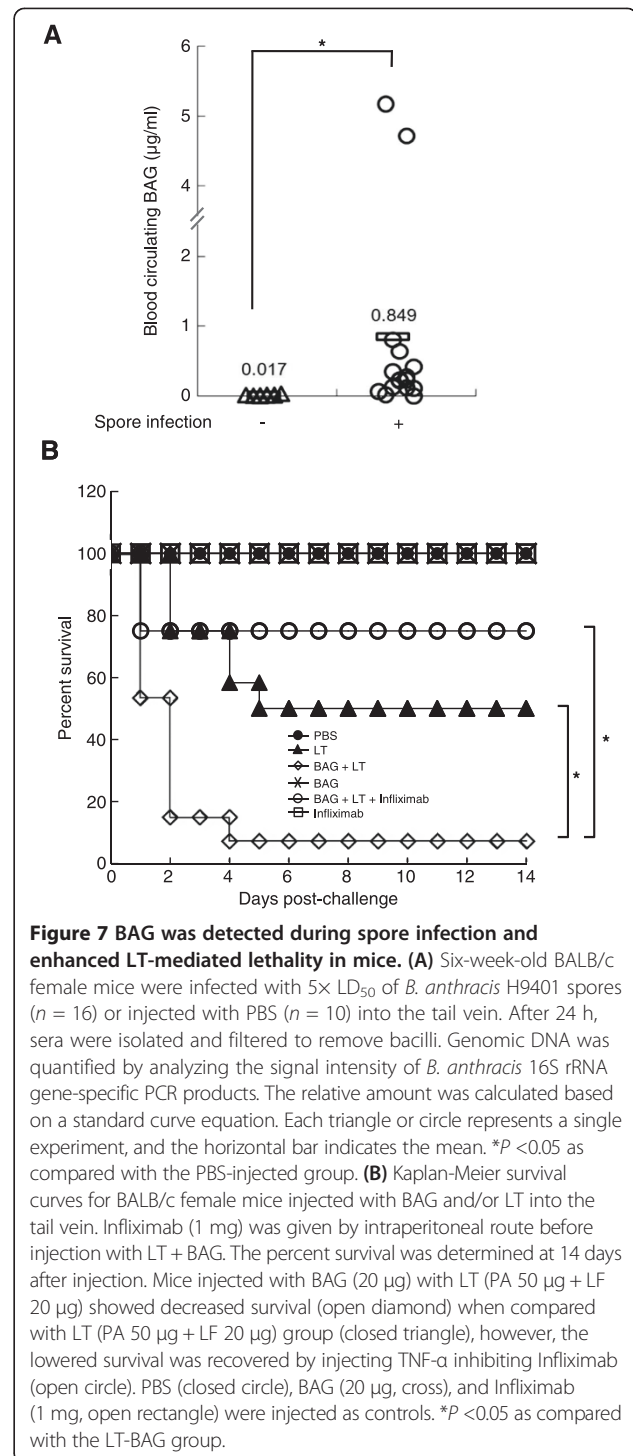 A
*
6
5
4
2
1
0
Blood circulating BAG (µg/ml)
0.849
0.017
Spore infection - +
B
120
100
80
60
40
20
0
Percent survival
PBS
LT
BAG + LT
BAG
BAG + LT + Infliximab
Infliximab
*
*
0 2 4 6 8 10 12 14
Days post-challenge
Figure 7 BAG was detected during spore infection and
enhanced LT-mediated lethality in mice. (A) Six-week-old BALB/c
female mice were infected with 5× LD50 of B. anthracis H9401 spores
(n = 16) or injected with PBS (n = 10) into the tail vein. After 24 h,
sera were isolated and filtered to remove bacilli. Genomic DNA was
quantified by analyzing the signal intensity of B. anthracis 16S rRNA
gene-specific PCR products. The relative amount was calculated based
on a standard curve equation. Each triangle or circle represents a single
experiment, and the horizontal bar indicates the mean. *P <0.05 as
compared with the PBS-injected group. (B) Kaplan-Meier survival
curves for BALB/c female mice injected with BAG and/or LT into the
tail vein. Infliximab (1 mg) was given by intraperitoneal route before
injection with LT + BAG. The percent survival was determined at 14 days
after injection. Mice injected with BAG (20 µg) with LT (PA 50 µg + LF
20 µg) showed decreased survival (open diamond) when compared
with LT (PA 50 µg + LF 20 µg) group (closed triangle), however, the
lowered survival was recovered by injecting TNF-α inhibiting Infliximab
(open circle). PBS (closed circle), BAG (20 µg, cross), and Infliximab
(1 mg, open rectangle) were injected as controls. *P <0.05 as compared
with the LT-BAG group.